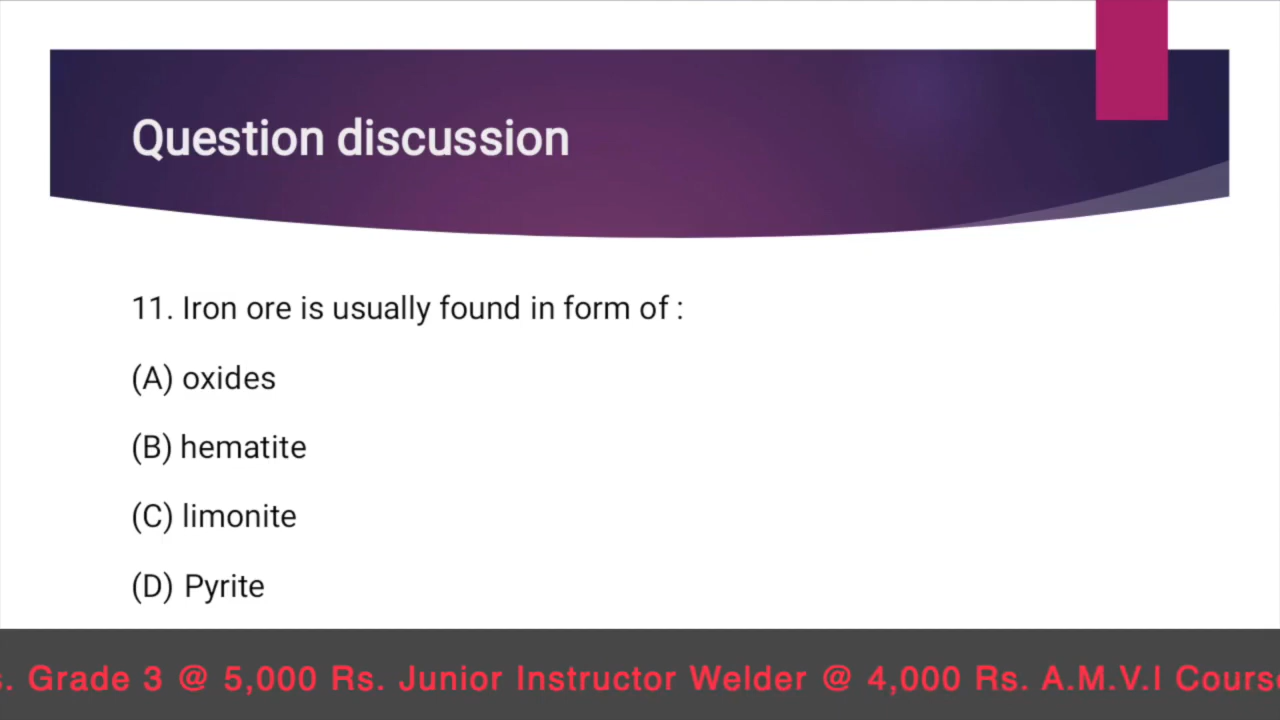 Question discussion
11. Iron ore is usually found in form of :
(A) oxides
(B) hematite
(C) limonite
(D) Pyrite
. Grade 3 @ 5,000 Rs. Junior Instructor Welder @ 4,000 Rs. A.M.V.I Cours